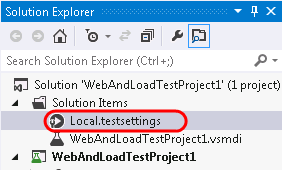 Solution Explorer
Search Solution Explorer (Ctrl+;)
Solution 'WebAndLoadTestProject1' (1 project)
Solution Items
Local.testsettings
WebAndLoadTestProject1.vsmdi
WebAndLoadTestProject1